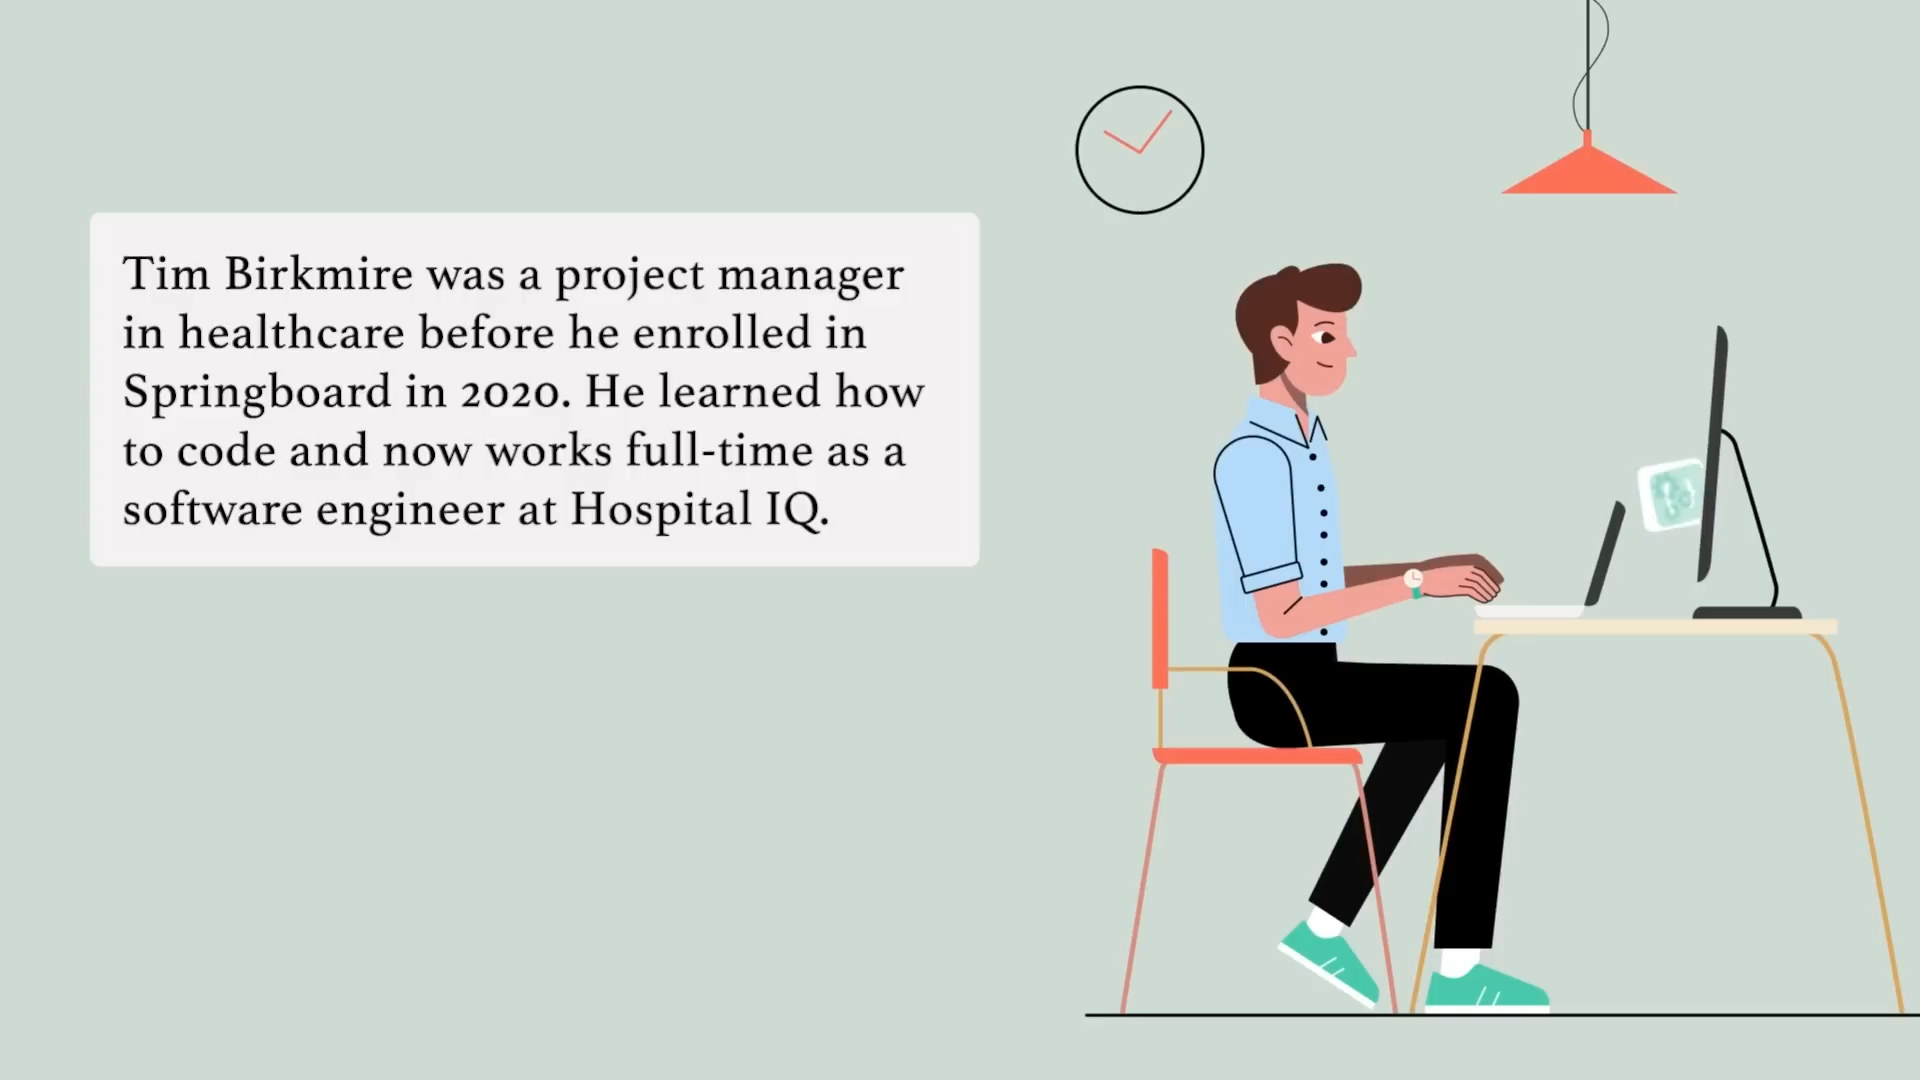 Tim Birkmire was a project manager
in healthcare before he enrolled in
Springboard in 2020. He learned how
to code and now works full-time as a
software engineer at Hospital IQ.